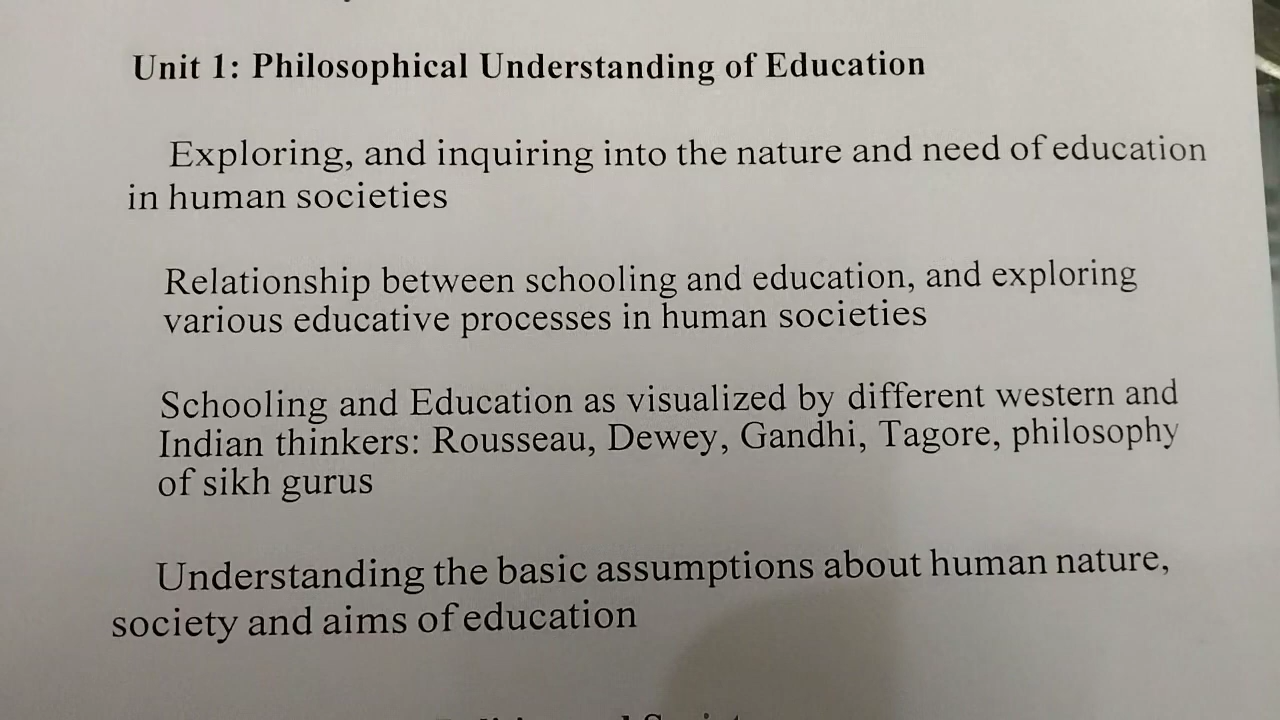 Unit 1: Philosophical Understanding of Education
Exploring, and inquiring into the nature and need of education
in human societies
Relationship between schooling and education, and exploring
various educative processes in human societies
Schooling and Education as visualized by different western and
Indian thinkers: Rousseau, Dewey, Gandhi, Tagore, philosophy
of sikh gurus
Understanding the basic assumptions about human nature,
society and aims of education